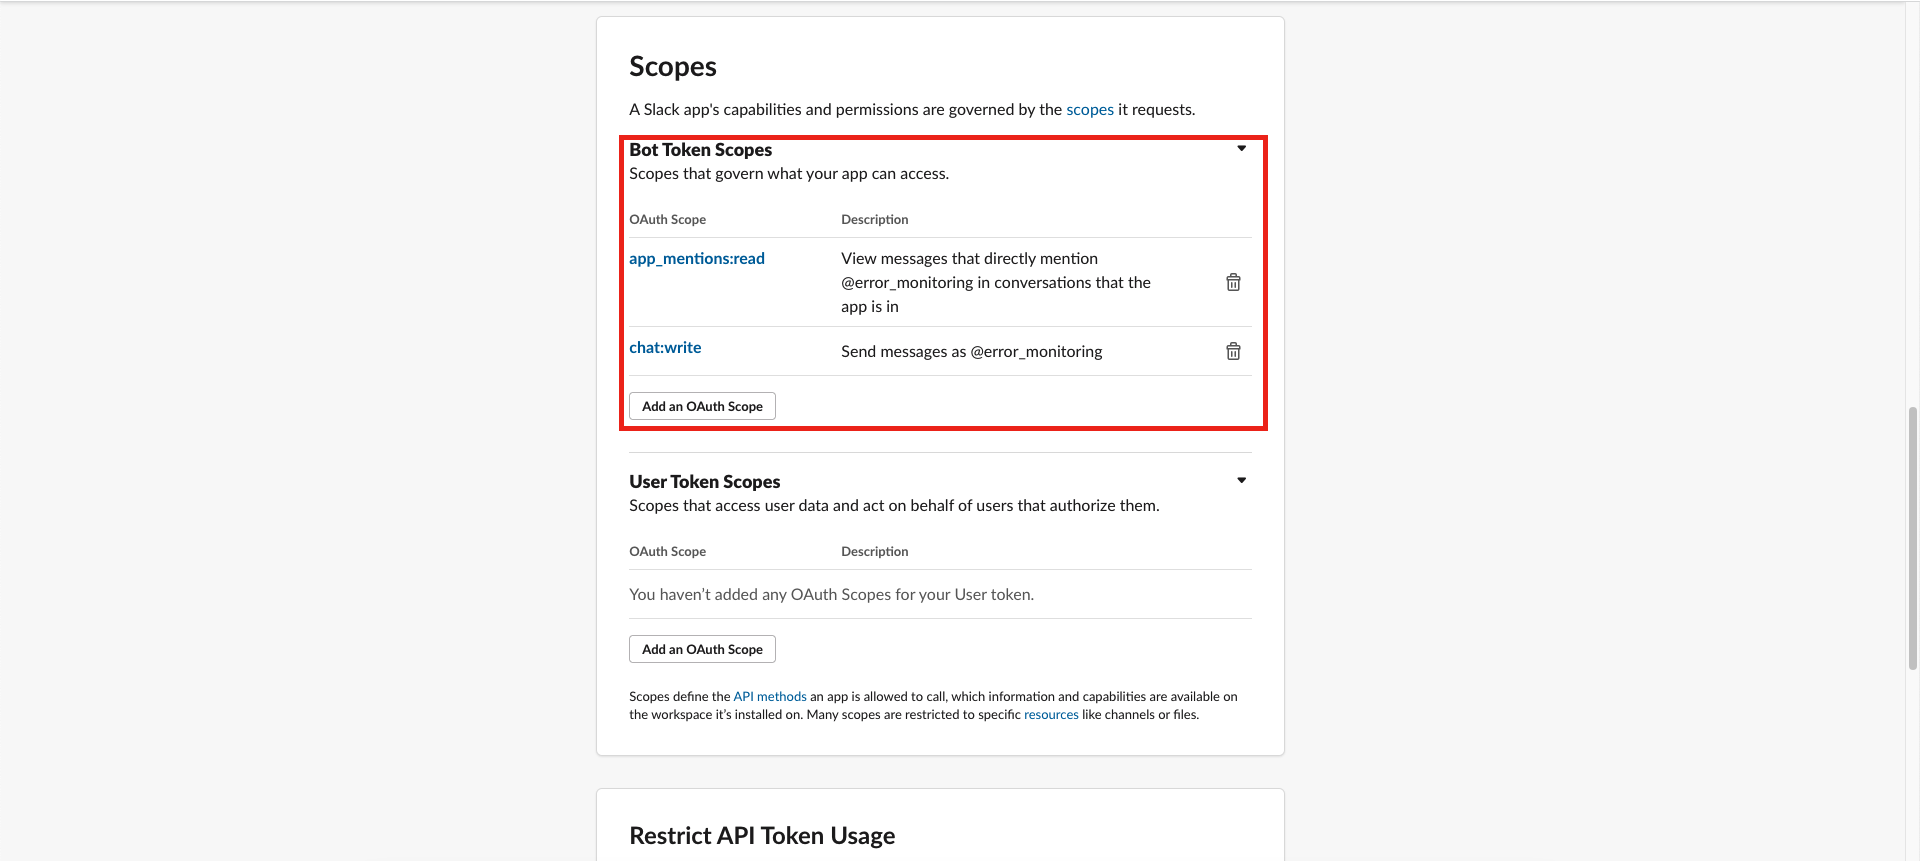 Scopes
A Slack app's capabilities and permissions are governed by the scopes it requests.
Bot Token Scopes
Scopes that govern what your app can access.
OAuth Scope Description
app_mentions:read View messages that directly mention
@error_monitoring in conversations that the
app is in
chat:write Send messages as @error_monitoring
Add an OAuth Scope
User Token Scopes
Scopes that access user data and act on behalf of users that authorize them.
OAuth Scope Description
You haven’t added any OAuth Scopes for your User token.
Add an OAuth Scope
Scopes define the API methods an app is allowed to call, which information and capabilities are available on
the workspace it’s installed on. Many scopes are restricted to specific resources like channels or files.
Restrict API Token Usage